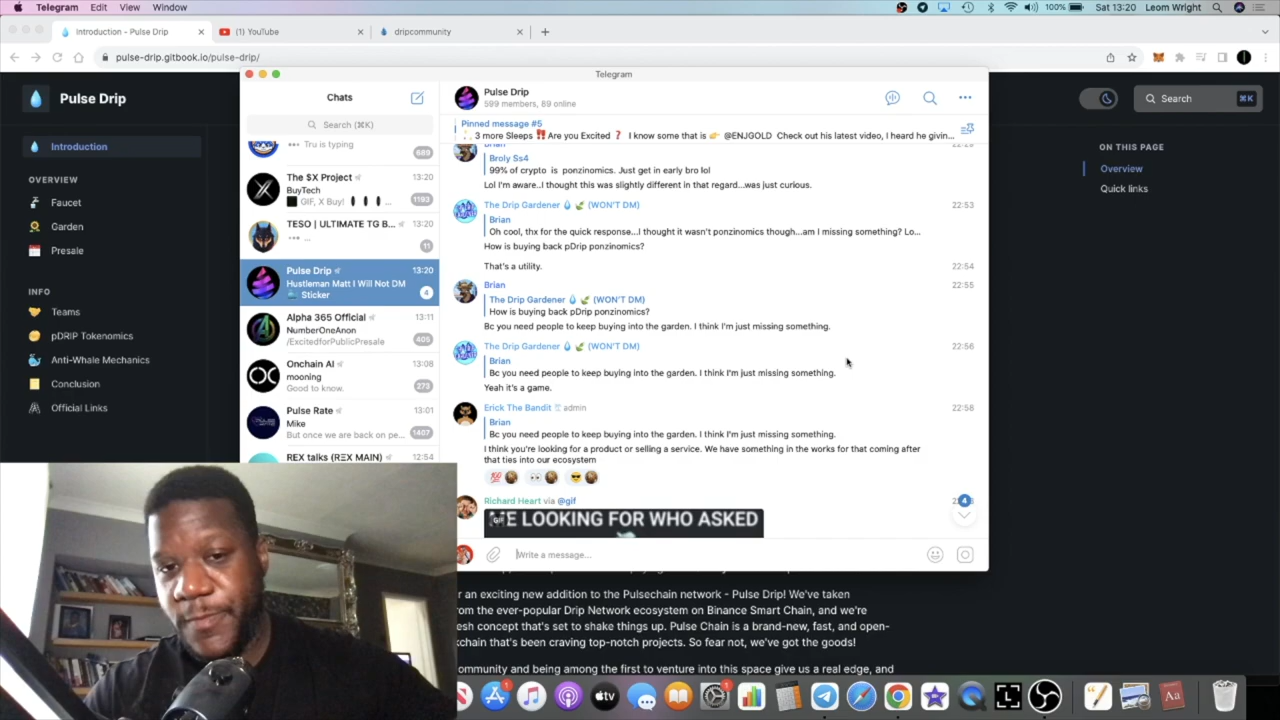 Telegram Edit View Window
100% Sat 13:20 Leom Wright
Introduction - Pulse Drip
(1) YouTube
dripcommunity
pulse-drip.gitbook.io/pulse-drip/
Pulse Drip
Search ⌘K
Introduction
OVERVIEW
Faucet
Garden
Presale
INFO
Teams
pDRIP Tokenomics
Anti-Whale Mechanics
Conclusion
Official Links
Telegram
Chats
Search (⌘K)
Tru is typing
689
The $X Project 13:20
BuyTech
GIF, X Buy! 1193
TESO | ULTIMATE TG B... 13:20
... 11
Pulse Drip 13:20
Hustleman Matt I Will Not DM
Sticker 4
Alpha 365 Official 13:11
NumberOneAnon
/ExcitedforPublicPresale 405
Onchain AI 13:08
mooning
Good to know. 273
Pulse Rate 13:01
Mike
But once we are back on pe... 1407
REX talks (REX MAIN) 12:54
Pulse Drip
599 members, 89 online
Pinned message #5
3 more Sleeps ‼️Are you Excited ❓ I know some that is 👉 @ENJGOLD Check out his latest video, I heard he givin...
Brian
Broly Ss4
99% of crypto is ponzinomics. Just get in early bro lol
Lol I'm aware..I thought this was slightly different in that regard...was just curious.
The Drip Gardener 💧 🌿 (WON'T DM) 22:53
Brian
Oh cool, thx for the quick response...I thought it wasn't ponzinomics though...am I missing something? Lo...
How is buying back pDrip ponzinomics?
That's a utility. 22:54
Brian 22:55
The Drip Gardener 💧 🌿 (WON'T DM)
How is buying back pDrip ponzinomics?
Bc you need people to keep buying into the garden. I think I'm just missing something.
The Drip Gardener 💧 🌿 (WON'T DM) 22:56
Brian
Bc you need people to keep buying into the garden. I think I'm just missing something.
Yeah it's a game.
Erick The Bandit admin 22:58
Brian
Bc you need people to keep buying into the garden. I think I'm just missing something.
I think you're looking for a product or selling a service. We have something in the works for that coming after
that ties into our ecosystem
💯 👀 😎
Richard Heart via @gif
4
GIF
ME LOOKING FOR WHO ASKED
Write a message...
ON THIS PAGE
Overview
Quick links
r an exciting new addition to the Pulsechain network - Pulse Drip! We've taken
om the ever-popular Drip Network ecosystem on Binance Smart Chain, and we're
esh concept that's set to shake things up. Pulse Chain is a brand-new, fast, and open-
kchain that's been craving top-notch projects. So fear not, we've got the goods!
ommunity and being among the first to venture into this space give us a real edge, and